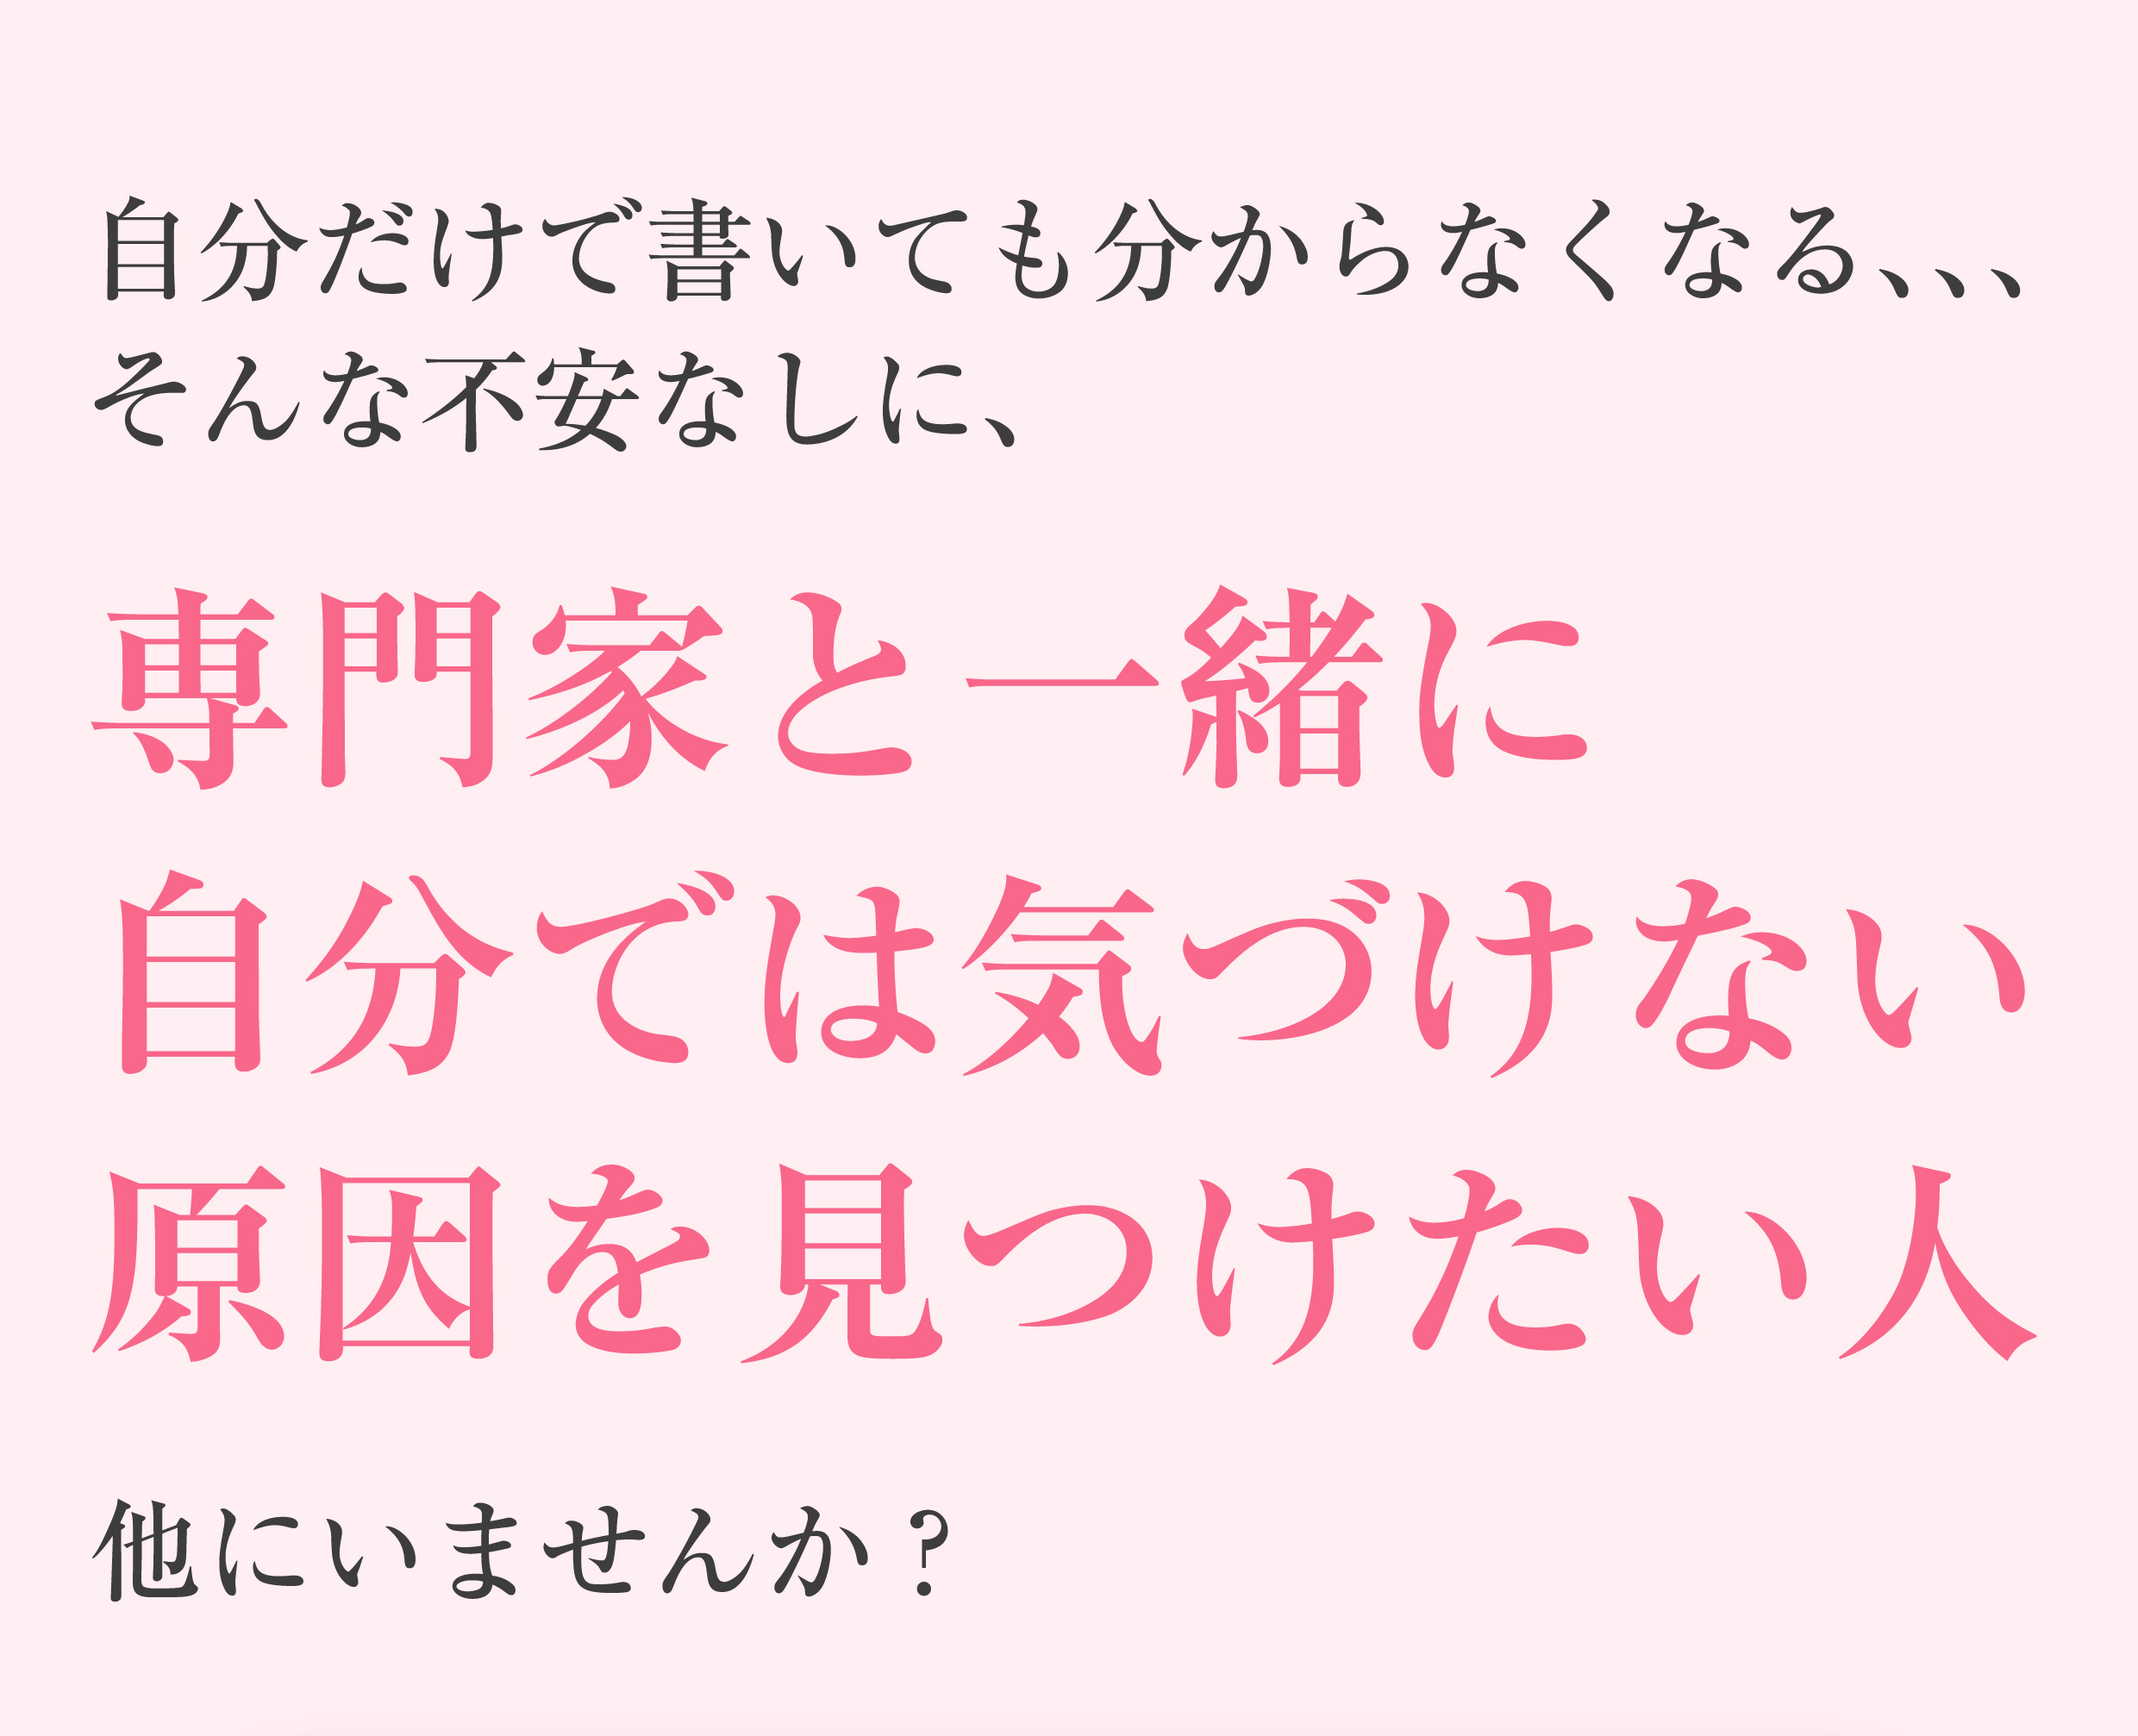 自分だけで書いても分からなくなる、、、
そんな不安なしに、
専門家と一緒に
自分では気づけない
原因を見つけたい人
他にいませんか？